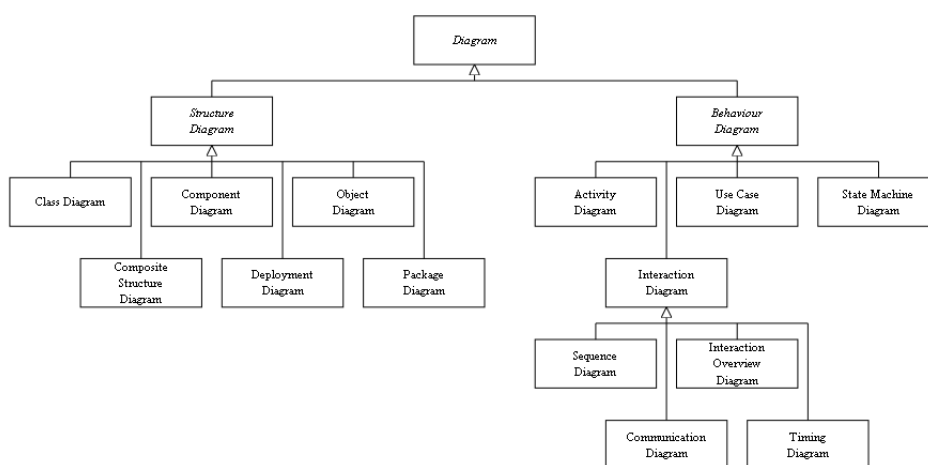 Diagram
Structure
Diagram
Behaviour
Diagram
Class Diagram
Component
Diagram
Object
Diagram
Activity
Diagram
Use Case
Diagram
State Machine
Diagram
Composite
Structure
Diagram
Deployment
Diagram
Package
Diagram
Interaction
Diagram
Sequence
Diagram
Interaction
Overview
Diagram
Communication
Diagram
Timing
Diagram